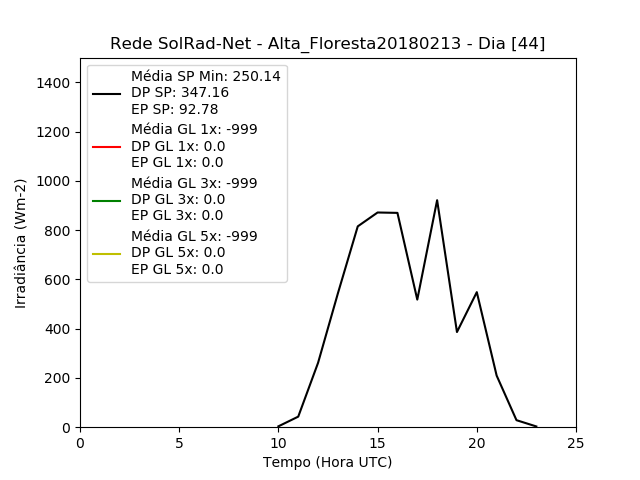 Rede SolRad-Net - Alta_Floresta20180213 - Dia [44]
1400
1200
1000
800
600
400
200
0
Irradiância (Wm-2)
Média SP Min: 250.14
DP SP: 347.16
EP SP: 92.78
Média GL 1x: -999
DP GL 1x: 0.0
EP GL 1x: 0.0
Média GL 3x: -999
DP GL 3x: 0.0
EP GL 3x: 0.0
Média GL 5x: -999
DP GL 5x: 0.0
EP GL 5x: 0.0
0 5 10 15 20 25
Tempo (Hora UTC)